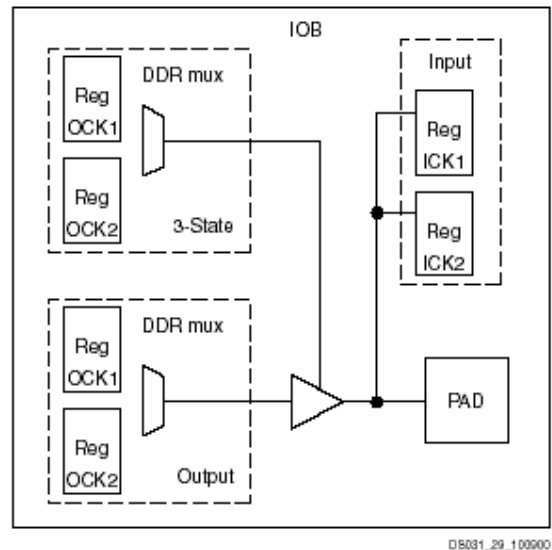 IOB
DDR mux
Reg
OCK1
Reg
OCK2
3-State
Input
Reg
ICK1
Reg
ICK2
DDR mux
Reg
OCK1
Reg
OCK2
Output
PAD
DS031_29_100900